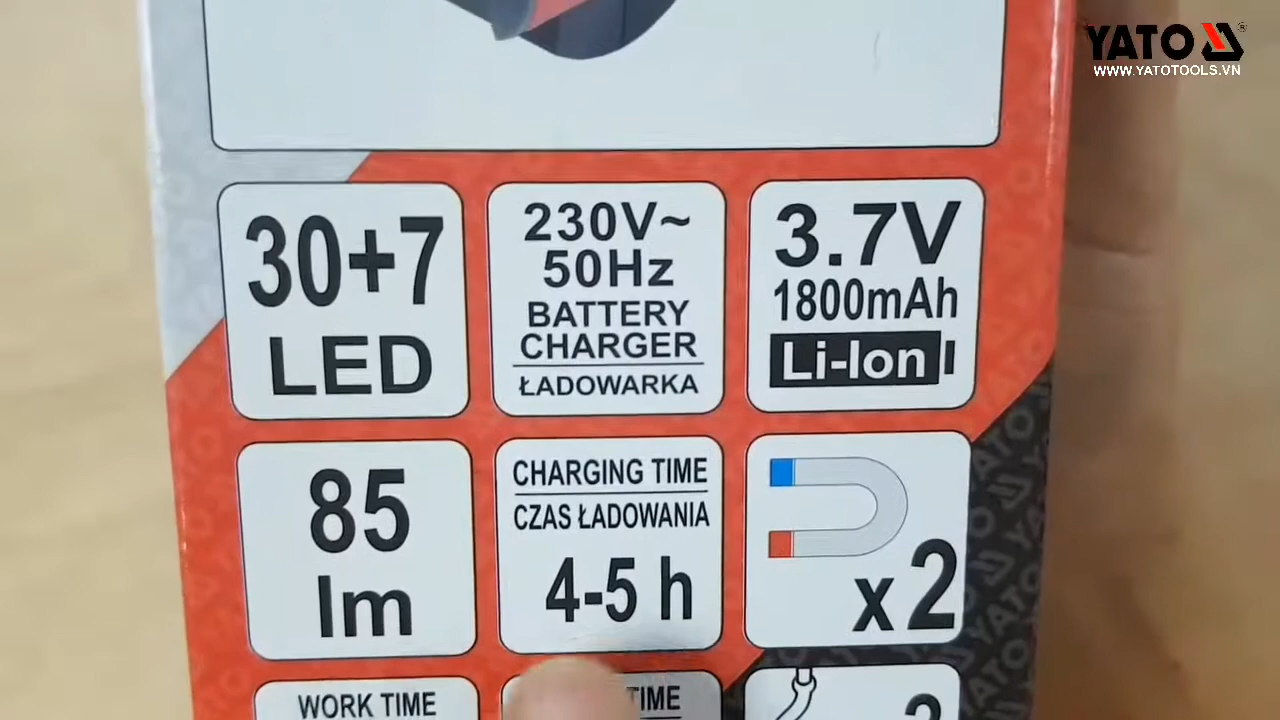 YATO
WWW.YATOTOOLS.VN
30+7
LED
230V~
50Hz
BATTERY
CHARGER
ŁADOWARKA
3.7V
1800mAh
Li-Ion
85
lm
CHARGING TIME
CZAS ŁADOWANIA
4-5 h
x2
WORK TIME
TIME